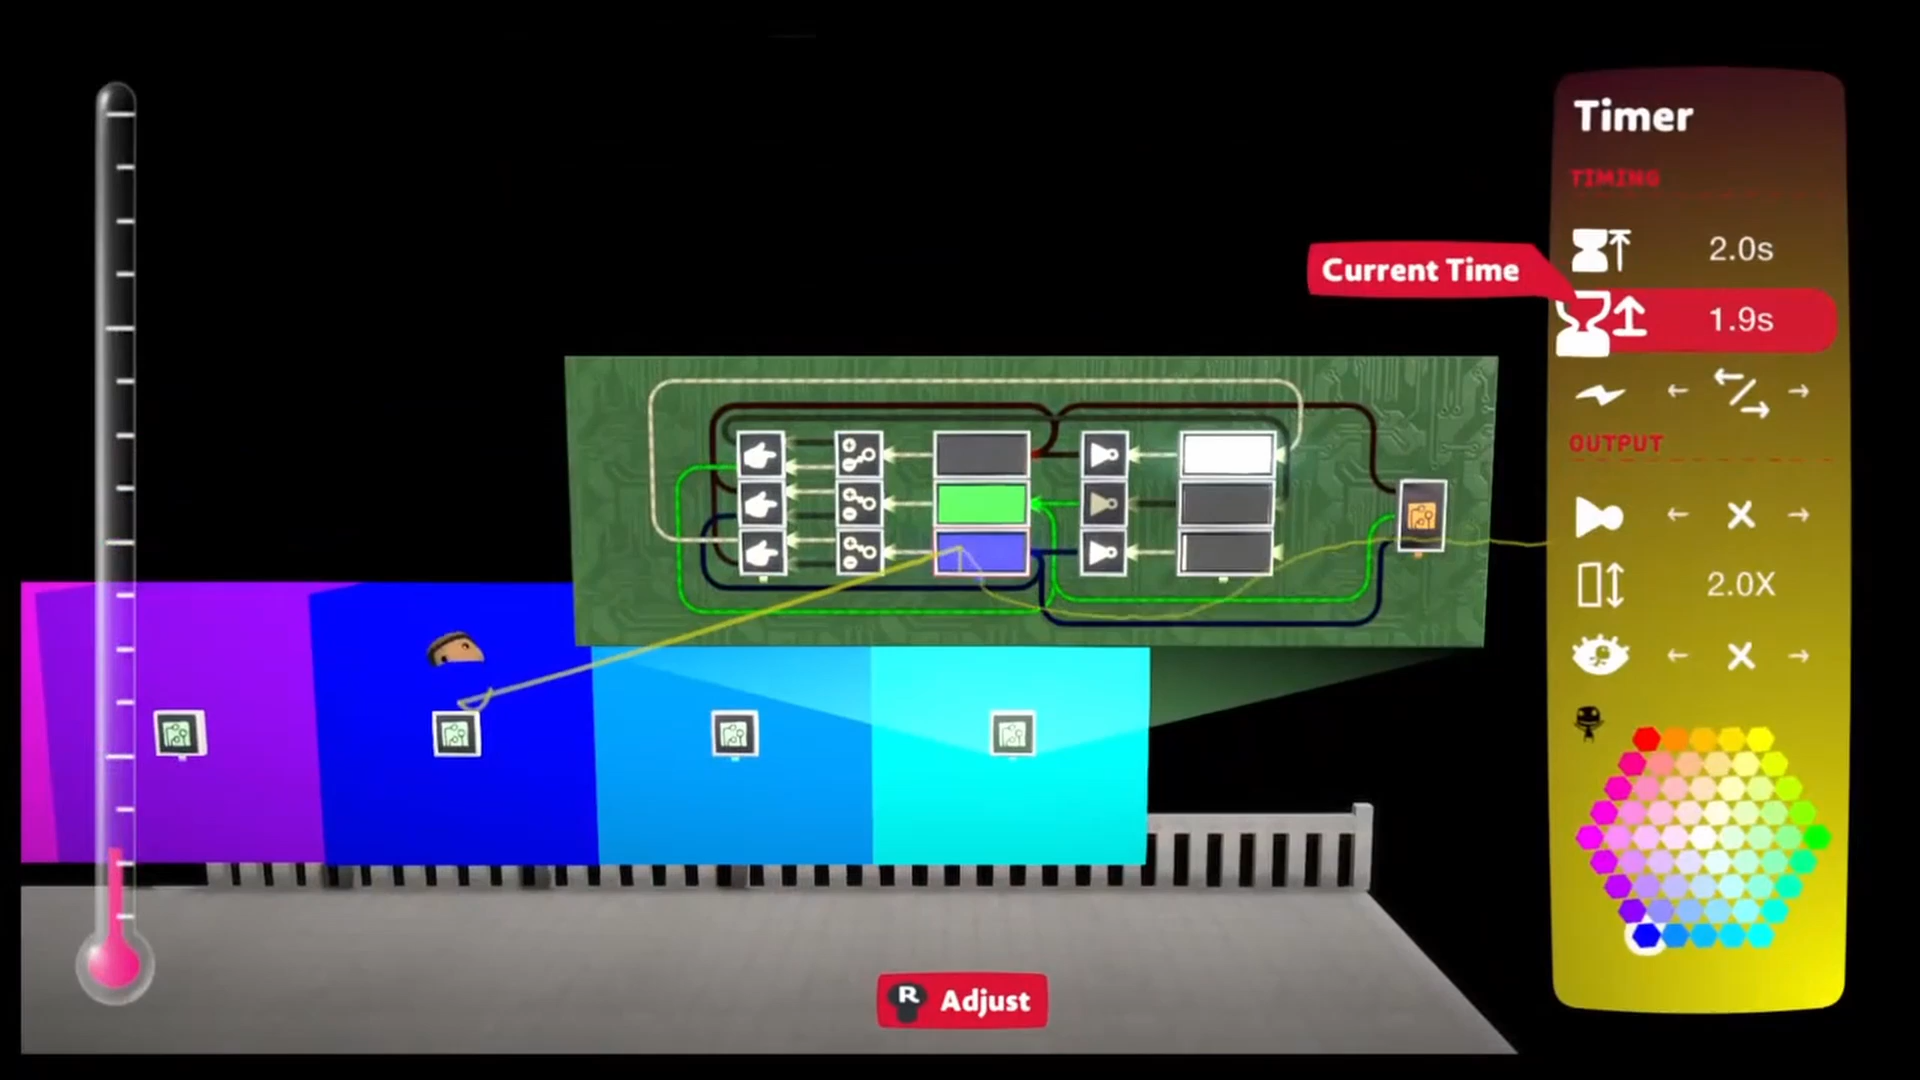 Timer
TIMING
2.0s
Current Time
1.9s
OUTPUT
2.0X
R Adjust